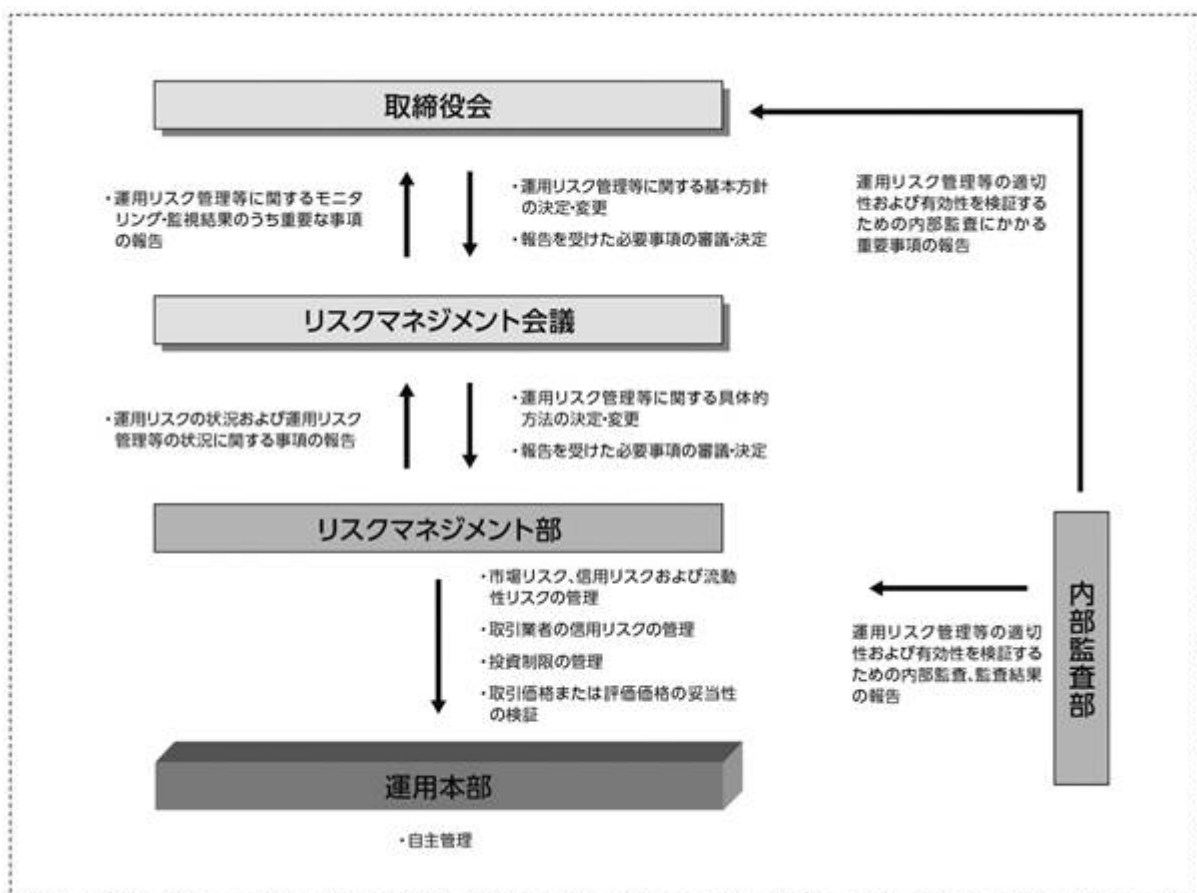 取締役会
・運用リスク管理等に関するモニタ
リング・監視結果のうち重要な事項
の報告
・運用リスク管理等に関する基本方針
の決定・変更
・報告を受けた必要事項の審議・決定
運用リスク管理等の適切
性および有効性を検証する
ための内部監査にかかる
重要事項の報告
リスクマネジメント会議
・運用リスクの状況および運用リスク
管理等の状況に関する事項の報告
・運用リスク管理等に関する具体的
方法の決定・変更
・報告を受けた必要事項の審議・決定
リスクマネジメント部
・市場リスク、信用リスクおよび流動
性リスクの管理
・取引業者の信用リスクの管理
・投資制限の管理
・取引価格または評価価格の妥当性
の検証
運用リスク管理等の適切
性および有効性を検証する
ための内部監査、監査結果
の報告
内部監査部
運用本部
・自主管理